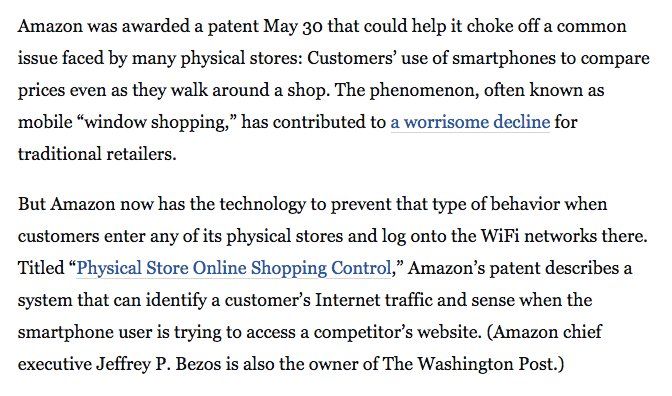 Amazon was awarded a patent May 30 that could help it choke off a common
issue faced by many physical stores: Customers’ use of smartphones to compare
prices even as they walk around a shop. The phenomenon, often known as
mobile “window shopping,” has contributed to a worrisome decline for
traditional retailers.
But Amazon now has the technology to prevent that type of behavior when
customers enter any of its physical stores and log onto the WiFi networks there.
Titled “Physical Store Online Shopping Control,” Amazon’s patent describes a
system that can identify a customer’s Internet traffic and sense when the
smartphone user is trying to access a competitor’s website. (Amazon chief
executive Jeffrey P. Bezos is also the owner of The Washington Post.)